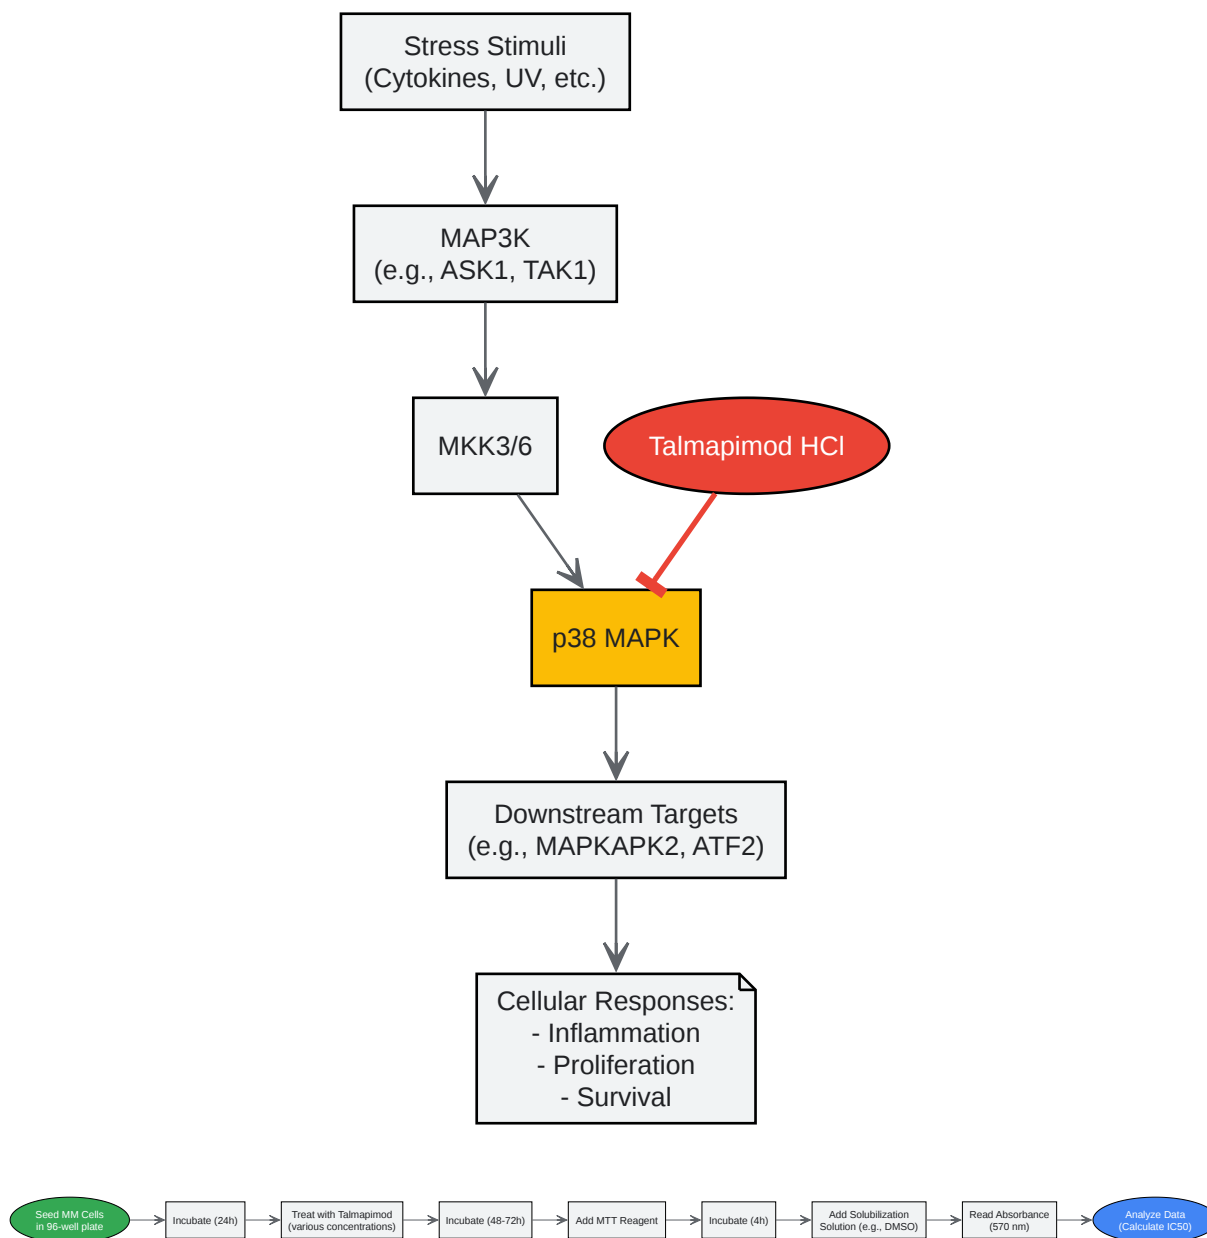 Stress Stimuli
(Cytokines, UV, etc.)
MAP3K
(e.g., ASK1, TAK1)
MKK3/6
Talmapimod HCl
p38 MAPK
Downstream Targets
(e.g., MAPKAPK2, ATF2)
Cellular Responses:
- Inflammation
- Proliferation
- Survival
Seed MM Cells
in 96-well plate
Incubate (24h)
Treat with Talmapimod
(various concentrations)
Incubate (48-72h)
Add MTT Reagent
Incubate (4h)
Add Solubilization
Solution (e.g., DMSO)
Read Absorbance
(570 nm)
Analyze Data
(Calculate IC50)